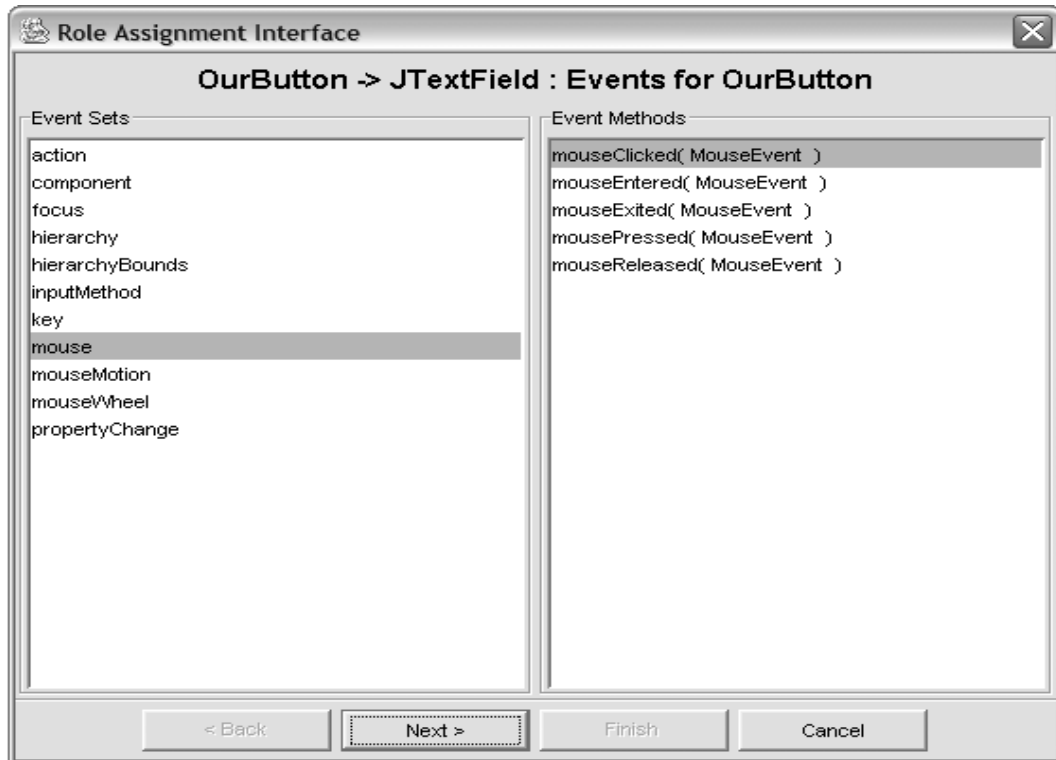 Role Assignment Interface
OurButton -> JTextField : Events for OurButton
Event Sets
action
component
focus
hierarchy
hierarchyBounds
inputMethod
key
mouse
mouseMotion
mouseWheel
propertyChange
Event Methods
mouseClicked( MouseEvent )
mouseEntered( MouseEvent )
mouseExited( MouseEvent )
mousePressed( MouseEvent )
mouseReleased( MouseEvent )
< Back
Next >
Finish
Cancel